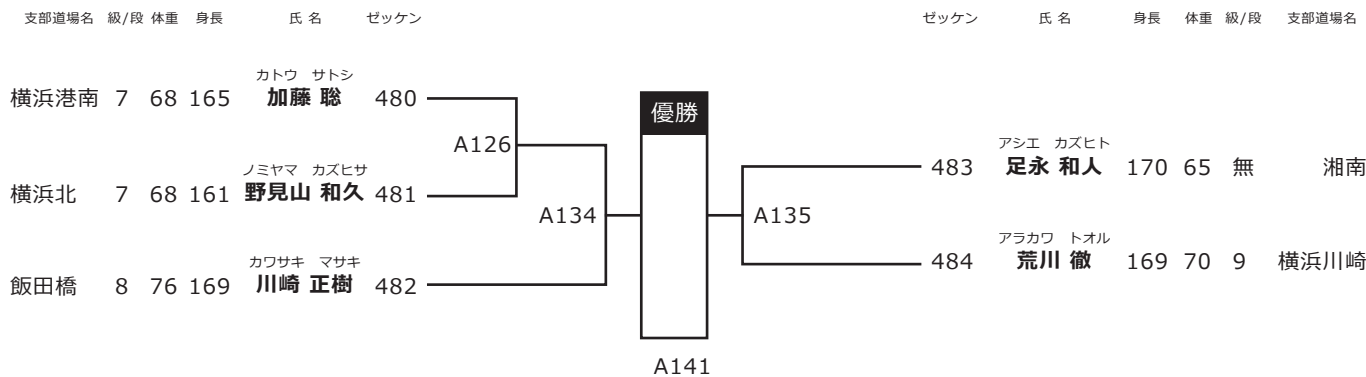 支部道場名 級/段 体重 身長 氏 名 ゼッケン
ゼッケン 氏 名 身長 体重 級/段 支部道場名
カトウ サトシ
横浜港南 7 68 165 加藤 聡 480
優勝
A126
ノミヤマ カズヒサ
横浜北 7 68 161 野見山 和久 481
A134
カワサキ マサキ
飯田橋 8 76 169 川崎 正樹 482
アシエ カズヒト
483 足永 和人 170 65 無 湘南
A135
アラカワ トオル
484 荒川 徹 169 70 9 横浜川崎
A141